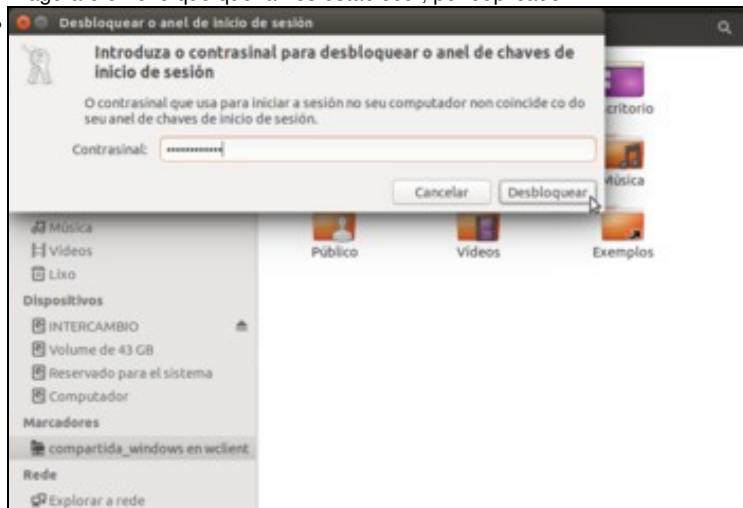 Desbloquear o anel de inicio de sesión
Introduza o contrasinal para desbloquear o anel de chaves de
inicio de sesión
O contrasinal que usa para iniciar a sesión no seu computador non coincide co do
seu anel de chaves de inicio de sesión.
Contrasinal:
Cancelar
Desbloquear
critorio
Música
Música
Vídeos
Lixo
Público
Vídeos
Exemplos
Dispositivos
INTERCAMBIO
Volume de 43 GB
Reservado para el sistema
Computador
Marcadores
compartida_windows en wclient
Rede
Explorar a rede